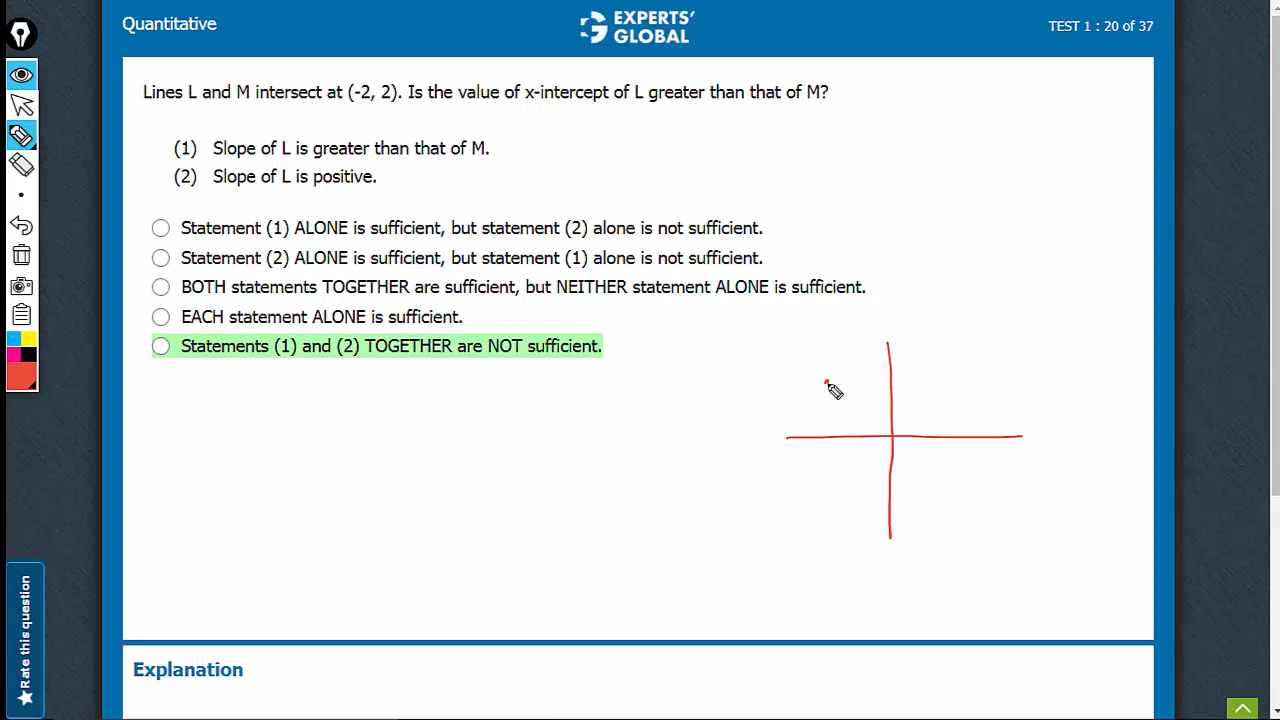 Quantitative
EXPERTS'
GLOBAL
TEST 1 : 20 of 37
Lines L and M intersect at (-2, 2). Is the value of x-intercept of L greater than that of M?
(1) Slope of L is greater than that of M.
(2) Slope of L is positive.
Statement (1) ALONE is sufficient, but statement (2) alone is not sufficient.
Statement (2) ALONE is sufficient, but statement (1) alone is not sufficient.
BOTH statements TOGETHER are sufficient, but NEITHER statement ALONE is sufficient.
EACH statement ALONE is sufficient.
Statements (1) and (2) TOGETHER are NOT sufficient.
Rate this question
Explanation